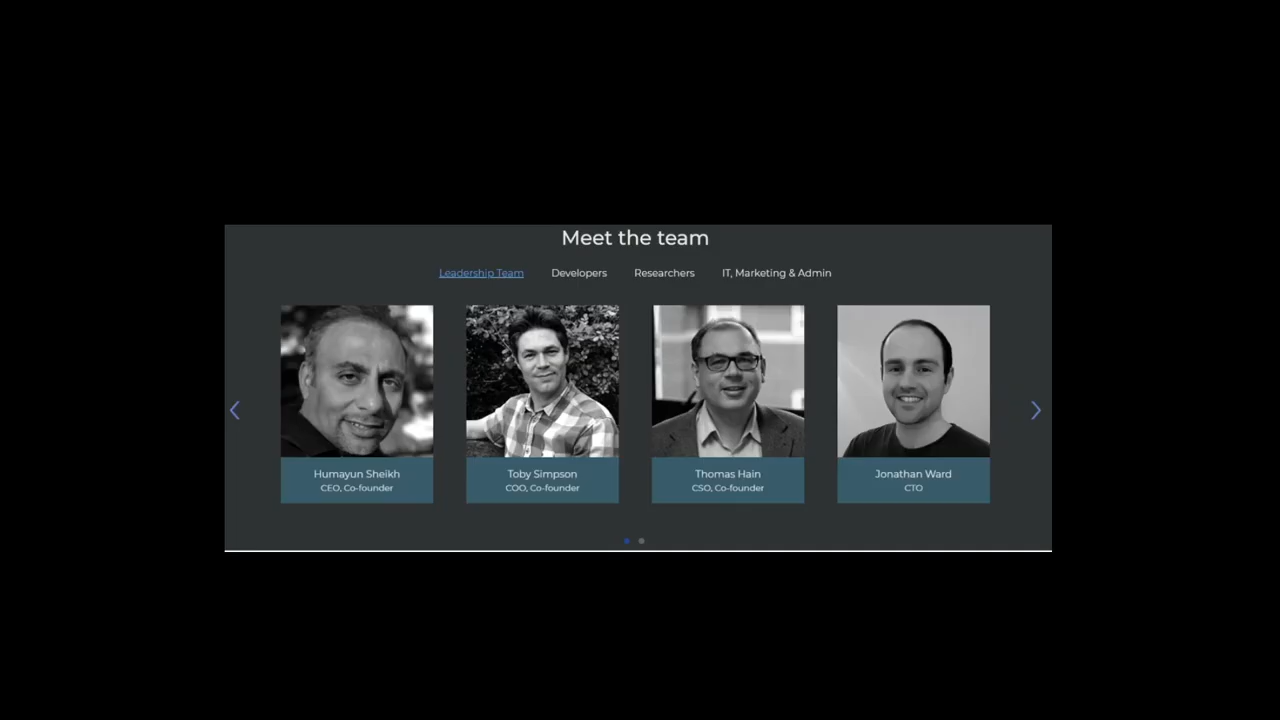 Meet the team
Leadership Team Developers Researchers IT, Marketing & Admin
Humayun Sheikh Toby Simpson Thomas Hain Jonathan Ward
CEO, Co-founder COO, Co-founder CSO, Co-founder CTO